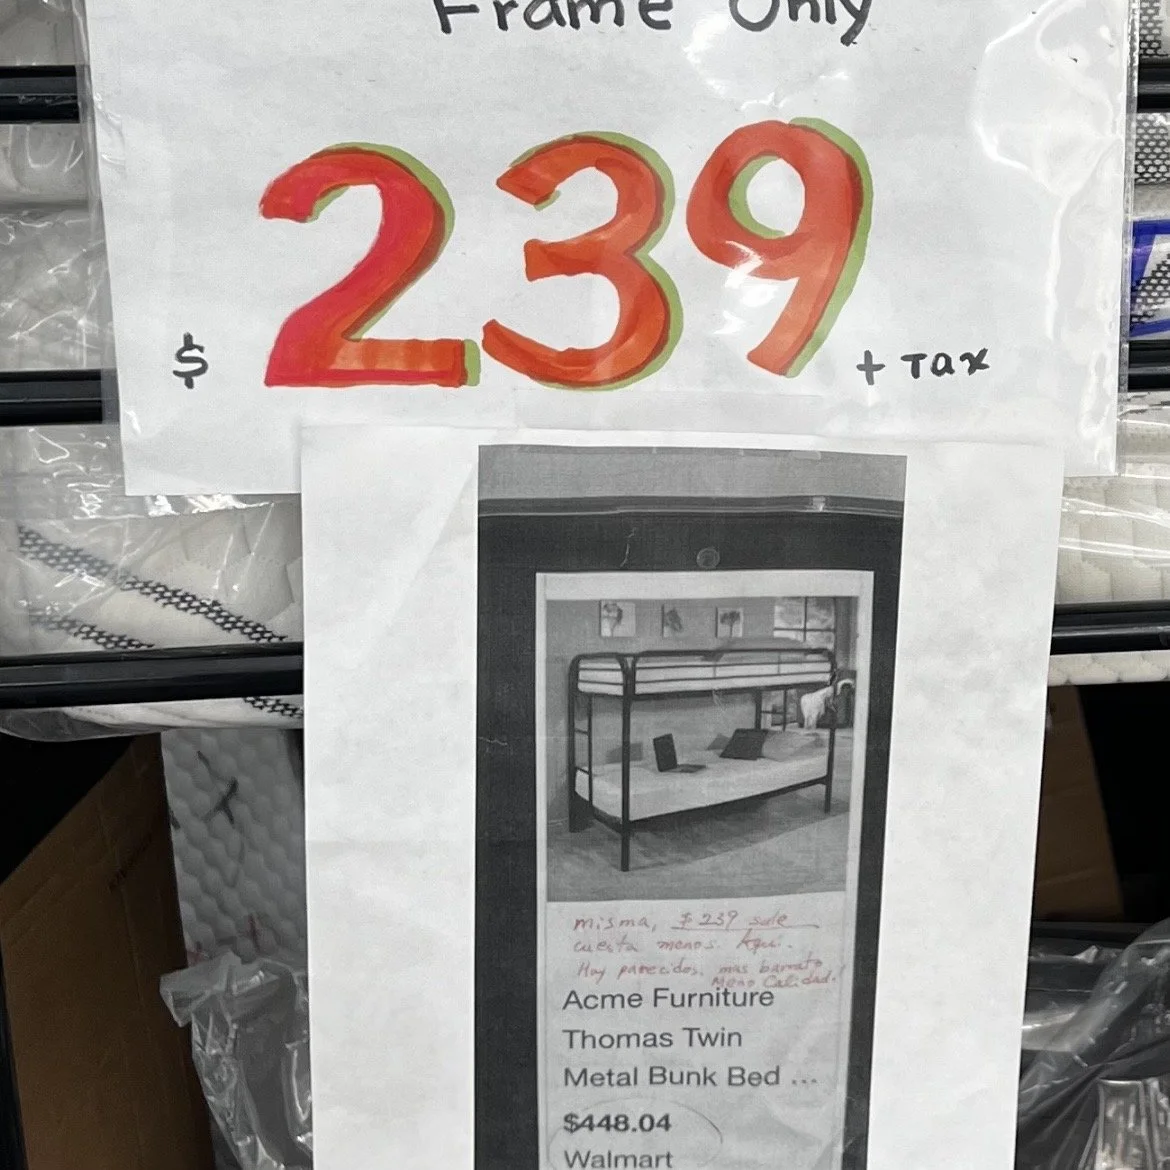 Frame Only
$ 239 + Tax
misma, $239 sale
cuesta menos. Aqui.
Hay parecidos, mas barrato
Meno Calidad.
Acme Furniture
Thomas Twin
Metal Bunk Bed ...
$448.04
Walmart